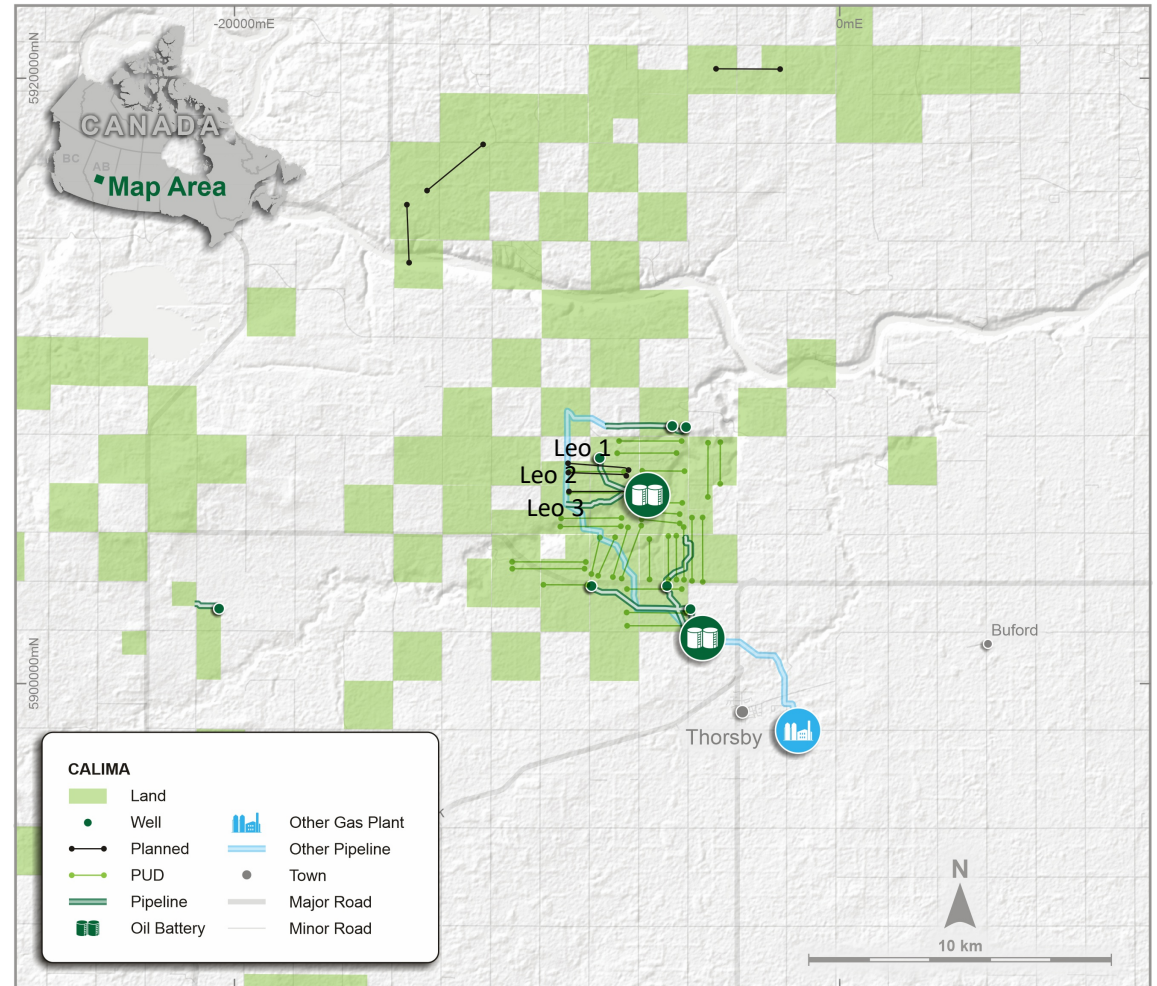 -20000mE
0mE
5920000mN
CANADA
BC
AB
Map Area
Leo 1
Leo 2
Leo 3
Buford
5900000mN
Thorsby
CALIMA
Land
Well
Planned
PUD
Pipeline
Oil Battery
Other Gas Plant
Other Pipeline
Town
Major Road
Minor Road
N
10 km